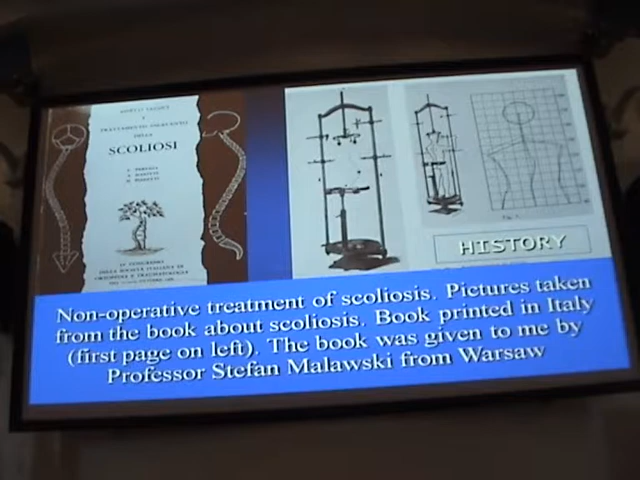 SCOLIOSI
HISTORY
Non-operative treatment of scoliosis. Pictures taken
from the book about scoliosis. Book printed in Italy
(first page on left). The book was given to me by
Professor Stefan Malawski from Warsaw